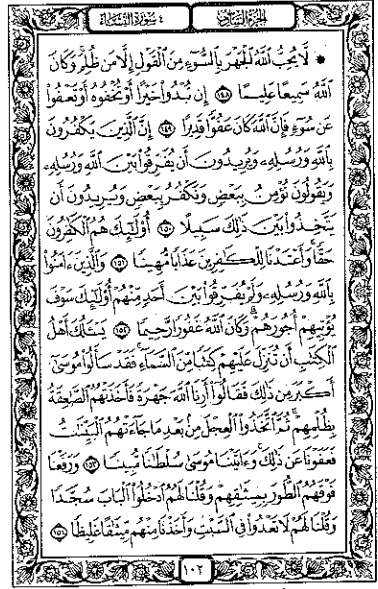 الجزء السادس ٤ سورة النساء
۞ لَّا يُحِبُّ ٱللَّهُ ٱلْجَهْرَ بِٱلسُّوٓءِ مِنَ ٱلْقَوْلِ إِلَّا مَن ظُلِمَ ۚ وَكَانَ
ٱللَّهُ سَمِيعًا عَلِيمًا ١٤٨ إِن تُبْدُوا۟ خَيْرًا أَوْ تُخْفُوهُ أَوْ تَعْفُوا۟
عَن سُوٓءٍ فَإِنَّ ٱللَّهَ كَانَ عَفُوًّا قَدِيرًا ١٤٩ إِنَّ ٱلَّذِينَ يَكْفُرُونَ
بِٱللَّهِ وَرُسُلِهِۦ وَيُرِيدُونَ أَن يُفَرِّقُوا۟ بَيْنَ ٱللَّهِ وَرُسُلِهِۦ
وَيَقُولُونَ نُؤْمِنُ بِبَعْضٍ وَنَكْفُرُ بِبَعْضٍ وَيُرِيدُونَ أَن
يَتَّخِذُوا۟ بَيْنَ ذَٰلِكَ سَبِيلًا ١٥٠ أُو۟لَٰٓئِكَ هُمُ ٱلْكَٰفِرُونَ
حَقًّا ۚ وَأَعْتَدْنَا لِلْكَٰفِرِينَ عَذَابًا مُّهِينًا ١٥١ وَٱلَّذِينَ ءَامَنُوا۟
بِٱللَّهِ وَرُسُلِهِۦ وَلَمْ يُفَرِّقُوا۟ بَيْنَ أَحَدٍ مِّنْهُمْ أُو۟لَٰٓئِكَ سَوْفَ
يُؤْتِيهِمْ أُجُورَهُمْ ۗ وَكَانَ ٱللَّهُ غَفُورًا رَّحِيمًا ١٥٢ يَسْـَٔلُكَ أَهْلُ
ٱلْكِتَٰبِ أَن تُنَزِّلَ عَلَيْهِمْ كِتَٰبًا مِّنَ ٱلسَّمَآءِ ۚ فَقَدْ سَأَلُوا۟ مُوسَىٰٓ
أَكْبَرَ مِن ذَٰلِكَ فَقَالُوٓا۟ أَرِنَا ٱللَّهَ جَهْرَةً فَأَخَذَتْهُمُ ٱلصَّٰعِقَةُ
بِظُلْمِهِمْ ۚ ثُمَّ ٱتَّخَذُوا۟ ٱلْعِجْلَ مِنۢ بَعْدِ مَا جَآءَتْهُمُ ٱلْبَيِّنَٰتُ
فَعَفَوْنَا عَن ذَٰلِكَ ۚ وَءَاتَيْنَا مُوسَىٰ سُلْطَٰنًا مُّبِينًا ١٥٣ وَرَفَعْنَا
فَوْقَهُمُ ٱلطُّورَ بِمِيثَٰقِهِمْ وَقُلْنَا لَهُمُ ٱدْخُلُوا۟ ٱلْبَابَ سُجَّدًا
وَقُلْنَا لَهُمْ لَا تَعْدُوا۟ فِى ٱلسَّبْتِ وَأَخَذْنَا مِنْهُم مِّيثَٰقًا غَلِيظًا ١٥٤
١٠٢